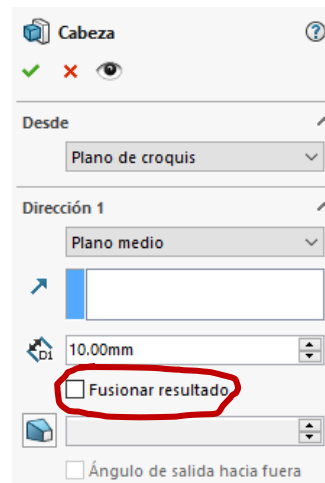 Cabeza
Desde
Plano de croquis
Dirección 1
Plano medio
D1
10.00mm
Fusionar resultado
Ángulo de salida hacia fuera